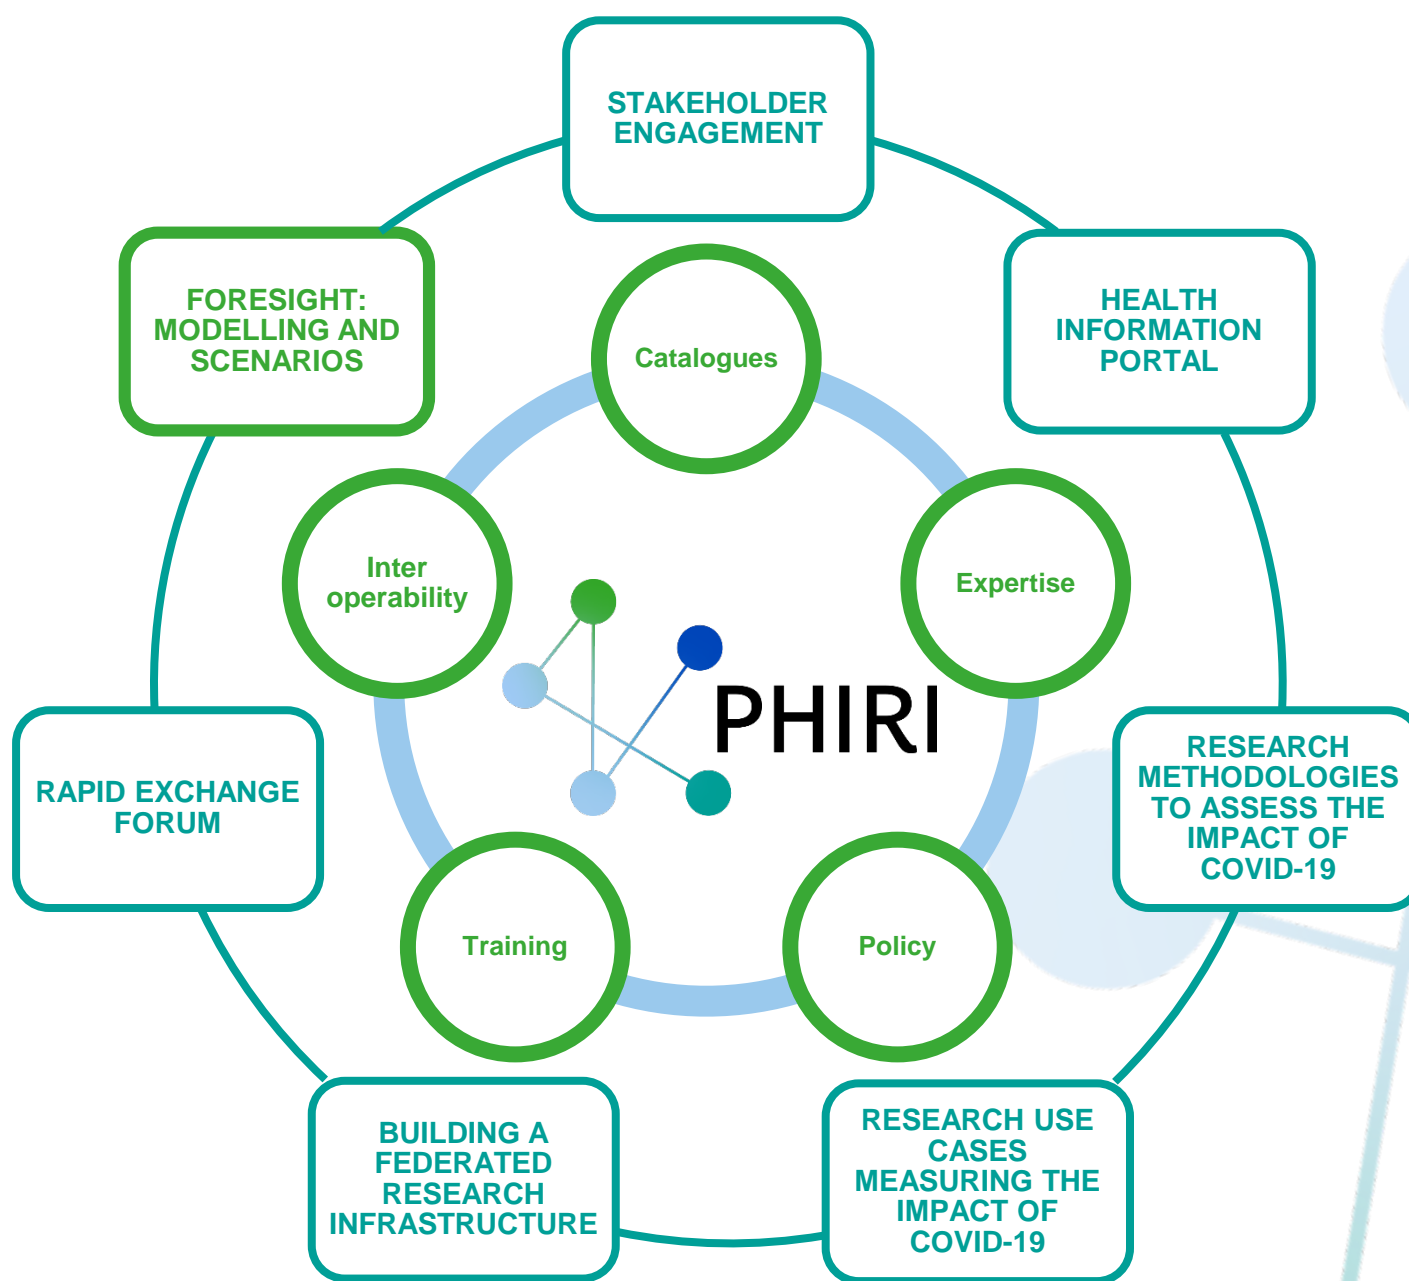 STAKEHOLDER
ENGAGEMENT
FORESIGHT:
MODELLING AND
SCENARIOS
HEALTH
INFORMATION
PORTAL
Catalogues
Inter
operability
Expertise
PHIRI
RAPID EXCHANGE
FORUM
RESEARCH
METHODOLOGIES
TO ASSESS THE
IMPACT OF
COVID-19
Training
Policy
BUILDING A
FEDERATED
RESEARCH
INFRASTRUCTURE
RESEARCH USE
CASES
MEASURING THE
IMPACT OF
COVID-19